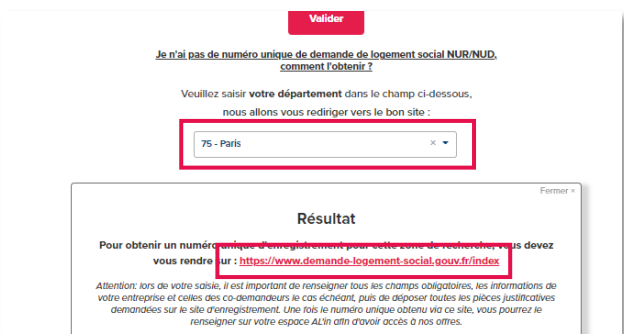 Valider
Je n'ai pas de numéro unique de demande de logement social NUR/NUD,
comment l'obtenir ?
Veuillez saisir votre département dans le champ ci-dessous,
nous allons vous rediriger vers le bon site :
75 - Paris
Fermer ×
Résultat
Pour obtenir un numéro unique d'enregistrement pour cette zone de recherche, vous devez
vous rendre sur : https://www.demande-logement-social.gouv.fr/index
Attention: lors de votre saisie, il est important de renseigner tous les champs obligatoires, les informations de
votre entreprise et celles des co-demandeurs le cas échéant, puis de déposer toutes les pièces justificatives
demandées sur le site d'enregistrement. Une fois le numéro unique obtenu via ce site, vous pourrez le
renseigner sur votre espace AL'in afin d'avoir accès à nos offres.